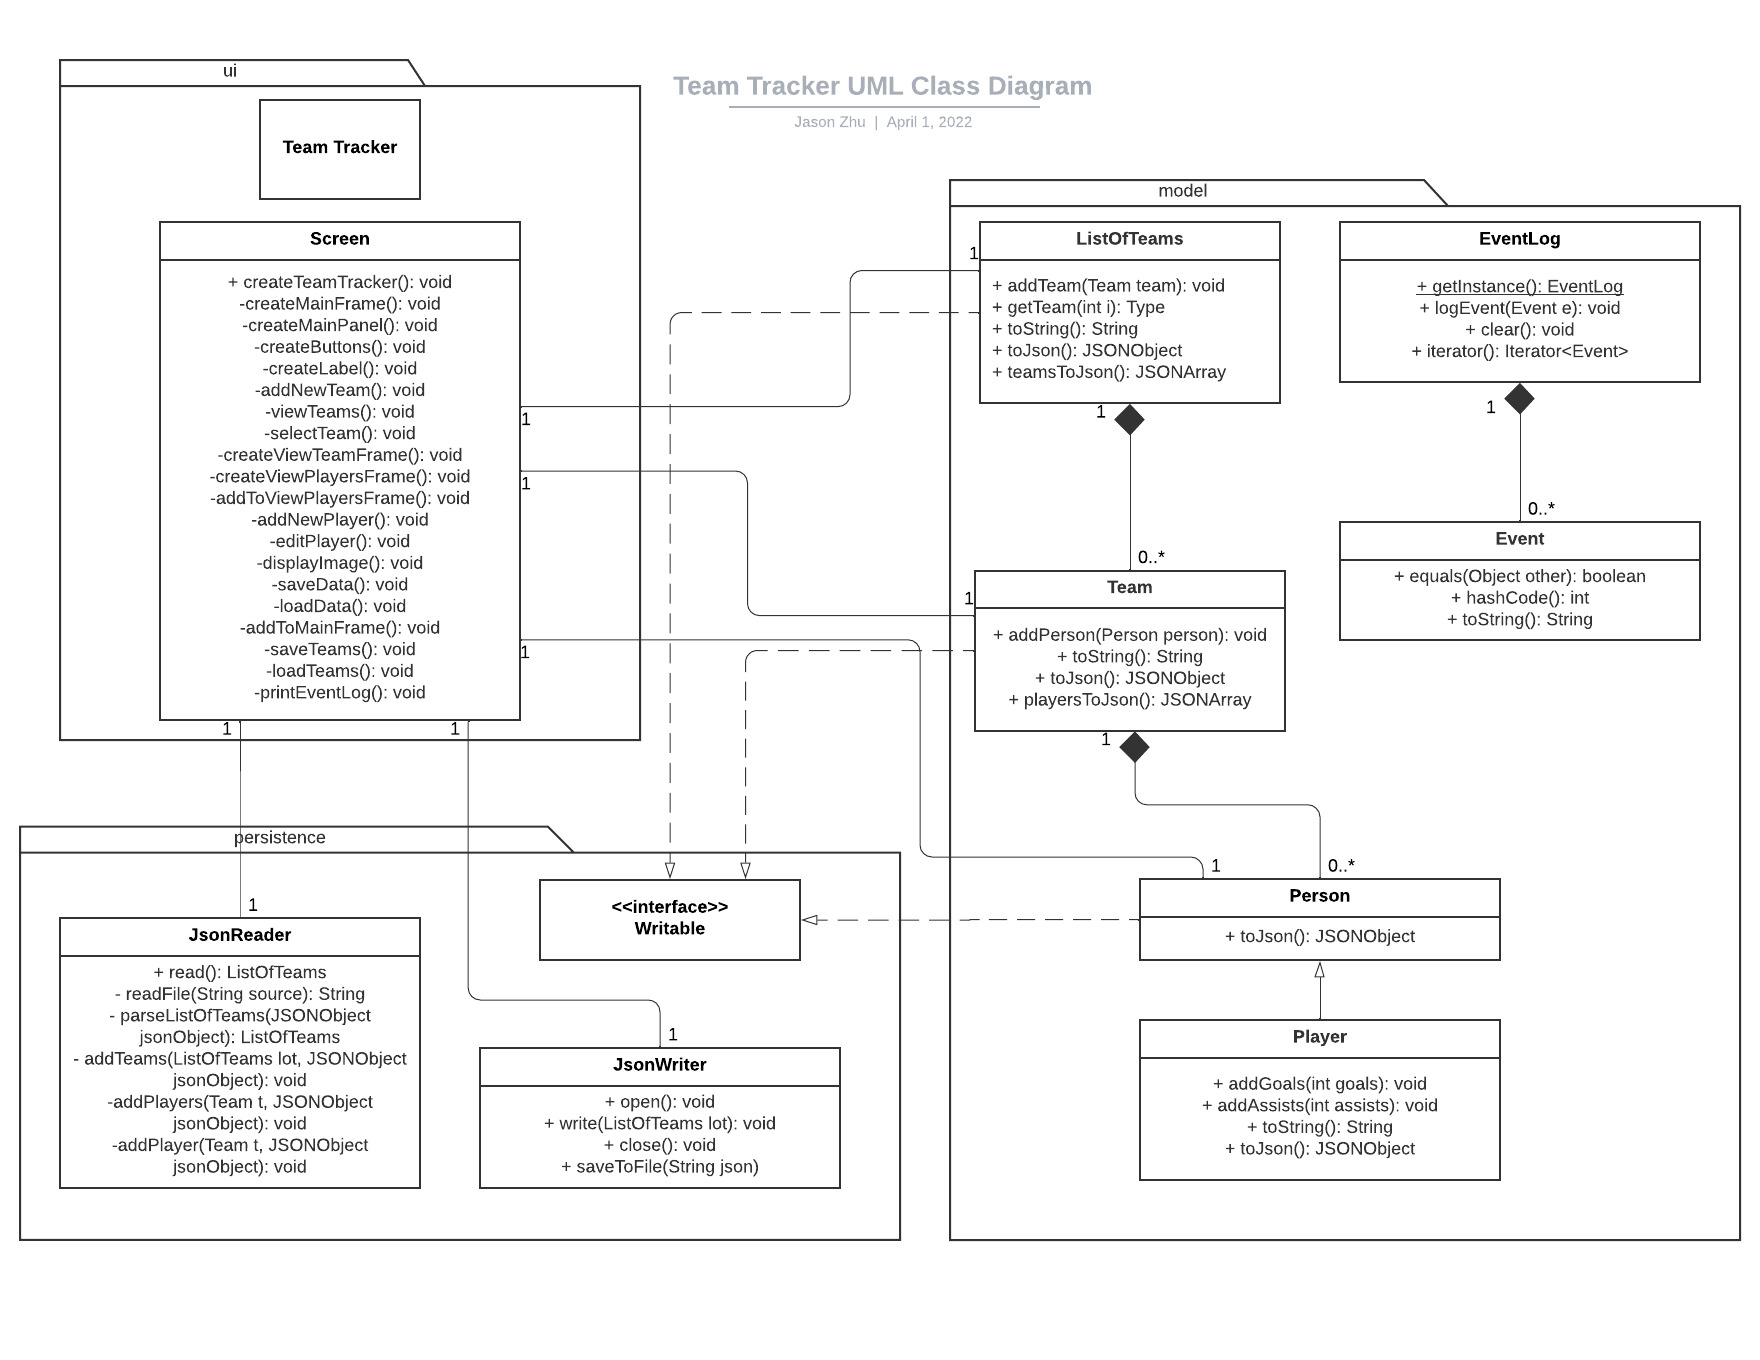 ui
Team Tracker UML Class Diagram
Jason Zhu | April 1, 2022
Team Tracker
Screen
+ createTeamTracker(): void
-createMainFrame(): void
-createMainPanel(): void
-createButtons(): void
-createLabel(): void
-addNewTeam(): void
-viewTeams(): void
-selectTeam(): void
-createViewTeamFrame(): void
-createViewPlayersFrame(): void
-addToViewPlayersFrame(): void
-addNewPlayer(): void
-editPlayer(): void
-displayImage(): void
-saveData(): void
-loadData(): void
-addToMainFrame(): void
-saveTeams(): void
-loadTeams(): void
-printEventLog(): void
1
1
1
1
1
model
1
ListOfTeams
+ addTeam(Team team): void
+ getTeam(int i): Type
+ toString(): String
+ toJson(): JSONObject
+ teamsToJson(): JSONArray
1
0..*
EventLog
+ getInstance(): EventLog
+ logEvent(Event e): void
+ clear(): void
+ iterator(): Iterator<Event>
1
0..*
Event
+ equals(Object other): boolean
+ hashCode(): int
+ toString(): String
1
Team
+ addPerson(Person person): void
+ toString(): String
+ toJson(): JSONObject
+ playersToJson(): JSONArray
1
1
0..*
Person
+ toJson(): JSONObject
Player
+ addGoals(int goals): void
+ addAssists(int assists): void
+ toString(): String
+ toJson(): JSONObject
persistence
1
JsonReader
+ read(): ListOfTeams
- readFile(String source): String
- parseListOfTeams(JSONObject
jsonObject): ListOfTeams
- addTeams(ListOfTeams lot, JSONObject
jsonObject): void
-addPlayers(Team t, JSONObject
jsonObject): void
-addPlayer(Team t, JSONObject
jsonObject): void
<<interface>>
Writable
1
JsonWriter
+ open(): void
+ write(ListOfTeams lot): void
+ close(): void
+ saveToFile(String json)